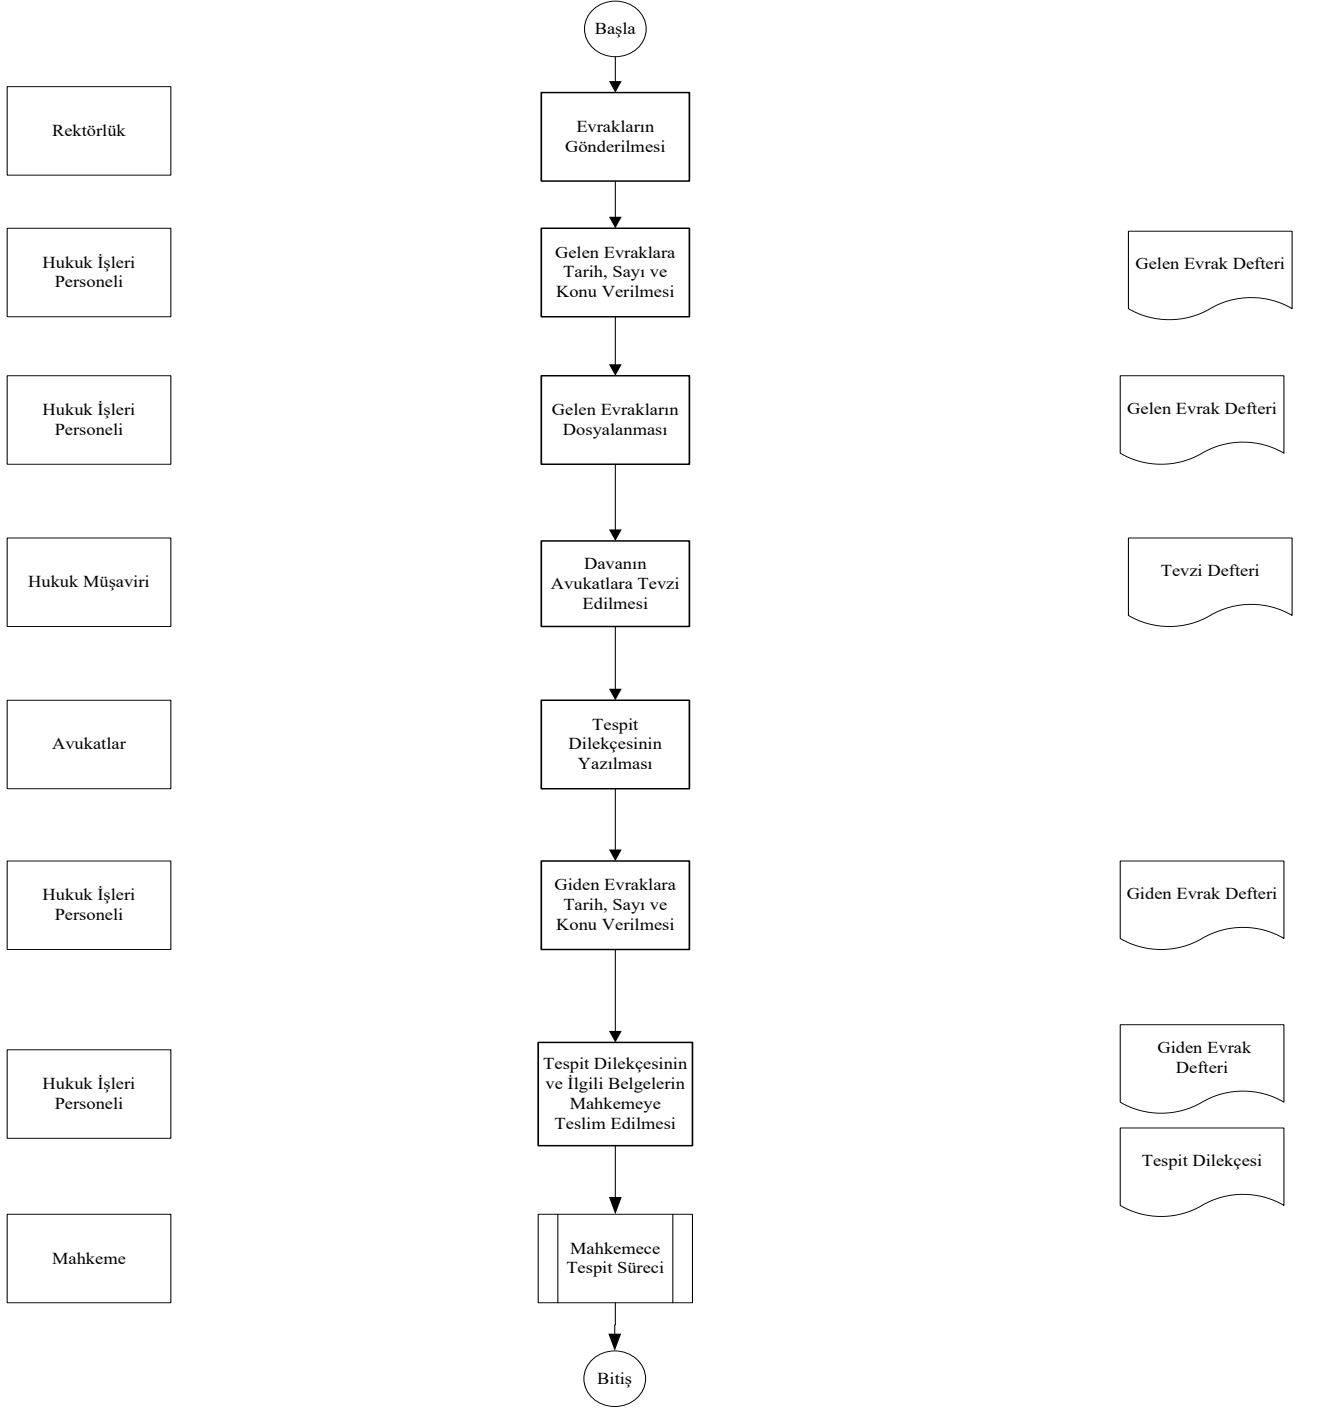 Başla
Rektörlük
Evrakların
Gönderilmesi
Hukuk İşleri
Personeli
Gelen Evraklara
Tarih, Sayı ve
Konu Verilmesi
Gelen Evrak Defteri
Hukuk İşleri
Personeli
Gelen Evrakların
Dosyalanması
Gelen Evrak Defteri
Hukuk Müşaviri
Davanın
Avukatlara Tevzi
Edilmesi
Tevzi Defteri
Avukatlar
Tespit
Dilekçesinin
Yazılması
Hukuk İşleri
Personeli
Giden Evraklara
Tarih, Sayı ve
Konu Verilmesi
Giden Evrak Defteri
Hukuk İşleri
Personeli
Tespit Dilekçesinin
ve İlgili Belgelerin
Mahkemeye
Teslim Edilmesi
Giden Evrak
Defteri
Tespit Dilekçesi
Mahkeme
Mahkemece
Tespit Süreci
Bitiş